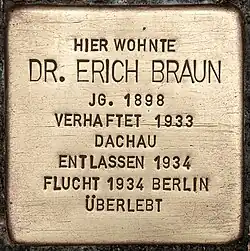 HIER WOHNTE
DR. ERICH BRAUN
JG. 1898
VERHAFTET 1933
DACHAU
ENTLASSEN 1934
FLUCHT 1934 BERLIN
ÜBERLEBT